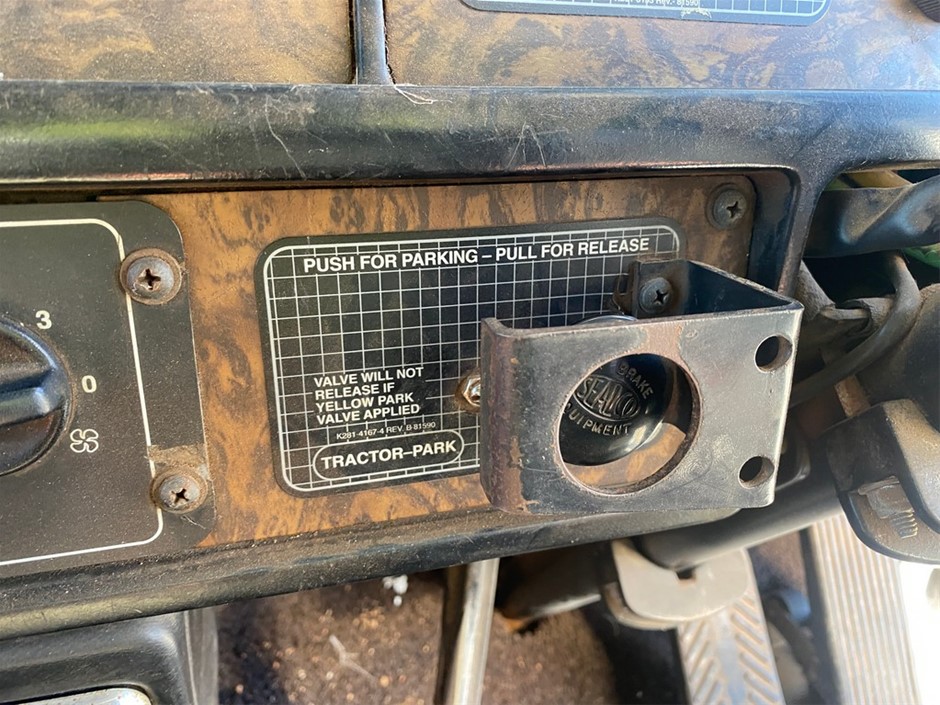 PUSH FOR PARKING – PULL FOR RELEASE
3
0
VALVE WILL NOT
RELEASE IF
YELLOW PARK
VALVE APPLIED
K281-4167-4 REV. B-81590
TRACTOR–PARK
BRAKE
SEALCO
EQUIPMENT